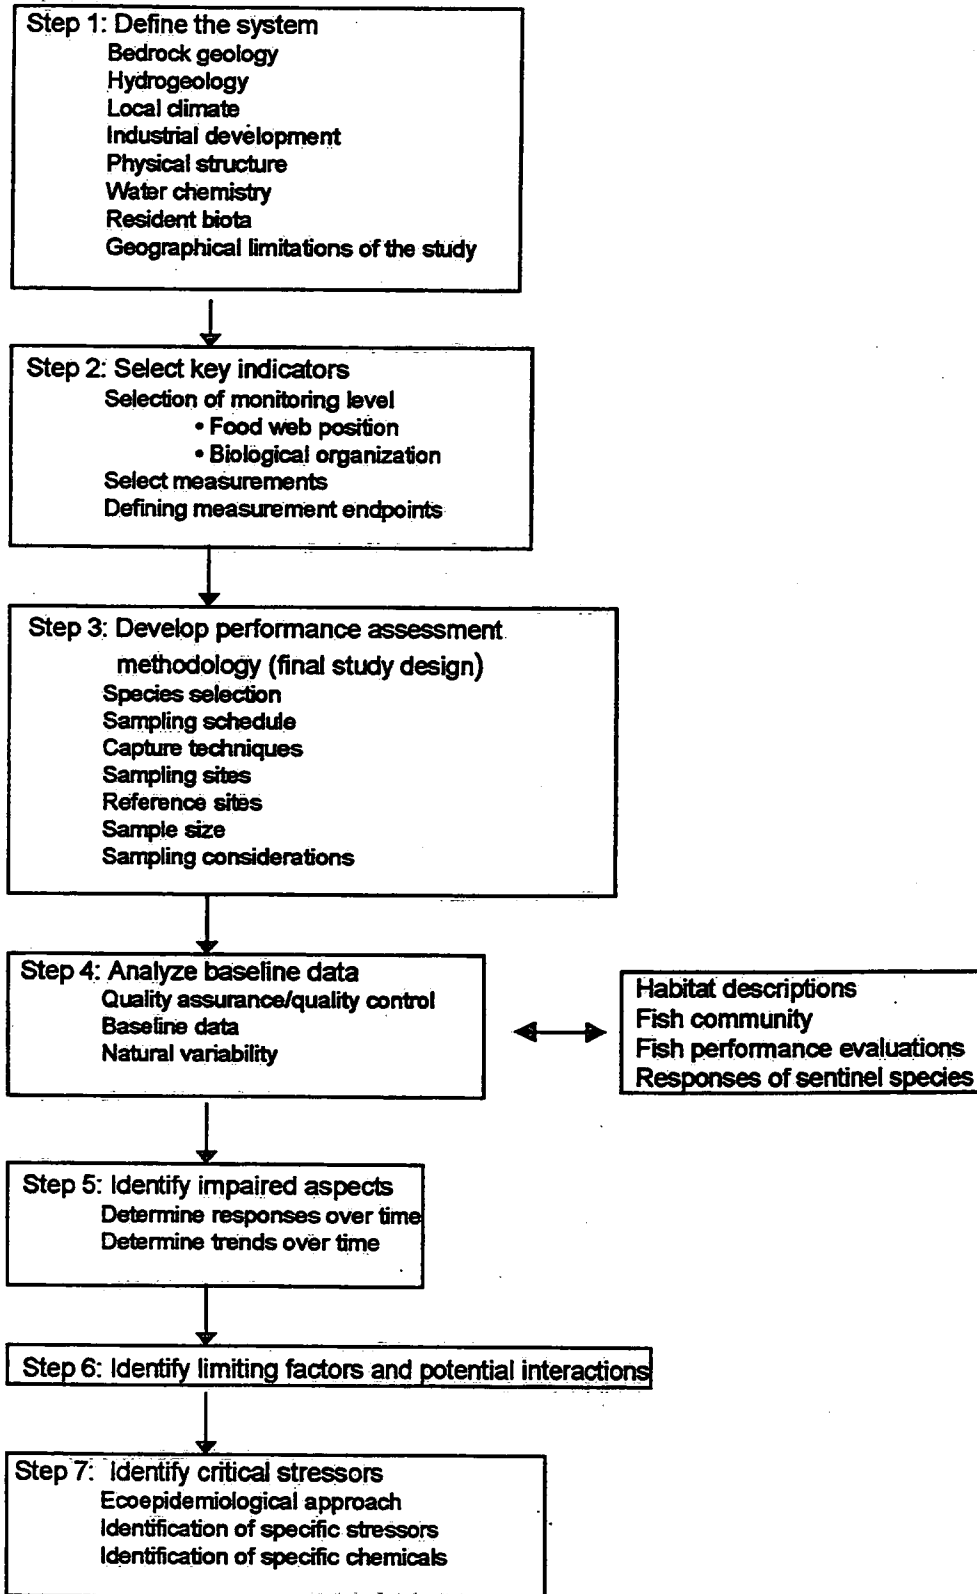 Step 1: Define the system
Bedrock geology
Hydrogeology
Local climate
Industrial development
Physical structure
Water chemistry
Resident biota
Geographical limitations of the study
Step 2: Select key indicators
Selection of monitoring level
• Food web position
• Biological organization
Select measurements
Defining measurement endpoints
Step 3: Develop performance assessment
methodology (final study design)
Species selection
Sampling schedule
Capture techniques
Sampling sites
Reference sites
Sample size
Sampling considerations
Step 4: Analyze baseline data
Quality assurance/quality control
Baseline data
Natural variability
Habitat descriptions
Fish community
Fish performance evaluations
Responses of sentinel species
Step 5: Identify impaired aspects
Determine responses over time
Determine trends over time
Step 6: Identify limiting factors and potential interactions
Step 7: Identify critical stressors
Ecoepidemiological approach
Identification of specific stressors
Identification of specific chemicals